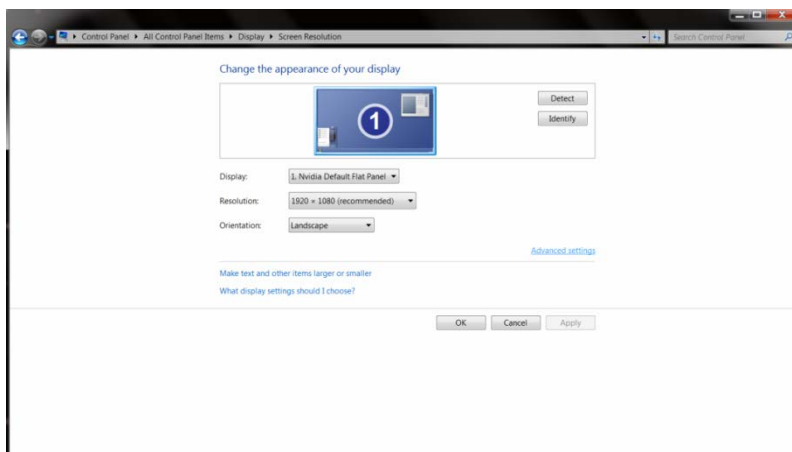 Control Panel ▸ All Control Panel Items ▸ Display ▸ Screen Resolution
Search Control Panel
Change the appearance of your display
1
Detect
Identify
Display: 1. Nvidia Default Flat Panel
Resolution: 1920 × 1080 (recommended)
Orientation: Landscape
Advanced settings
Make text and other items larger or smaller
What display settings should I choose?
OK Cancel Apply